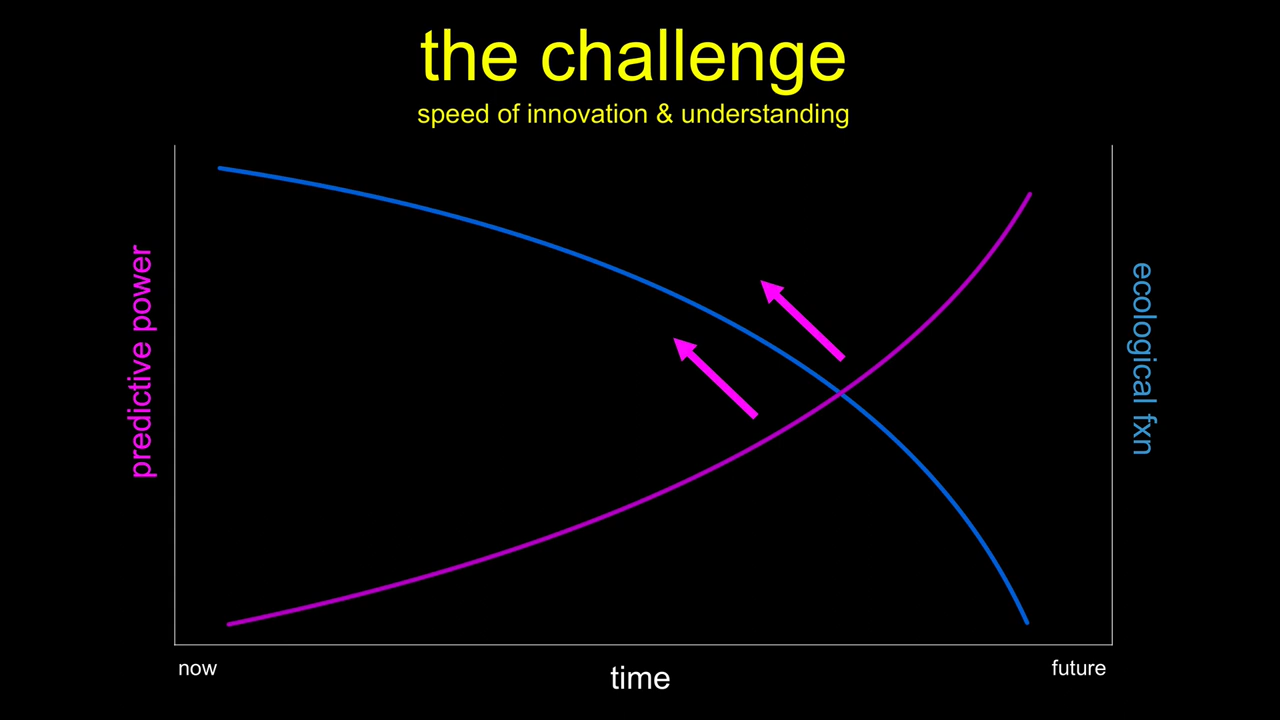 the challenge
speed of innovation & understanding
predictive power
ecological fxn
now
time
future